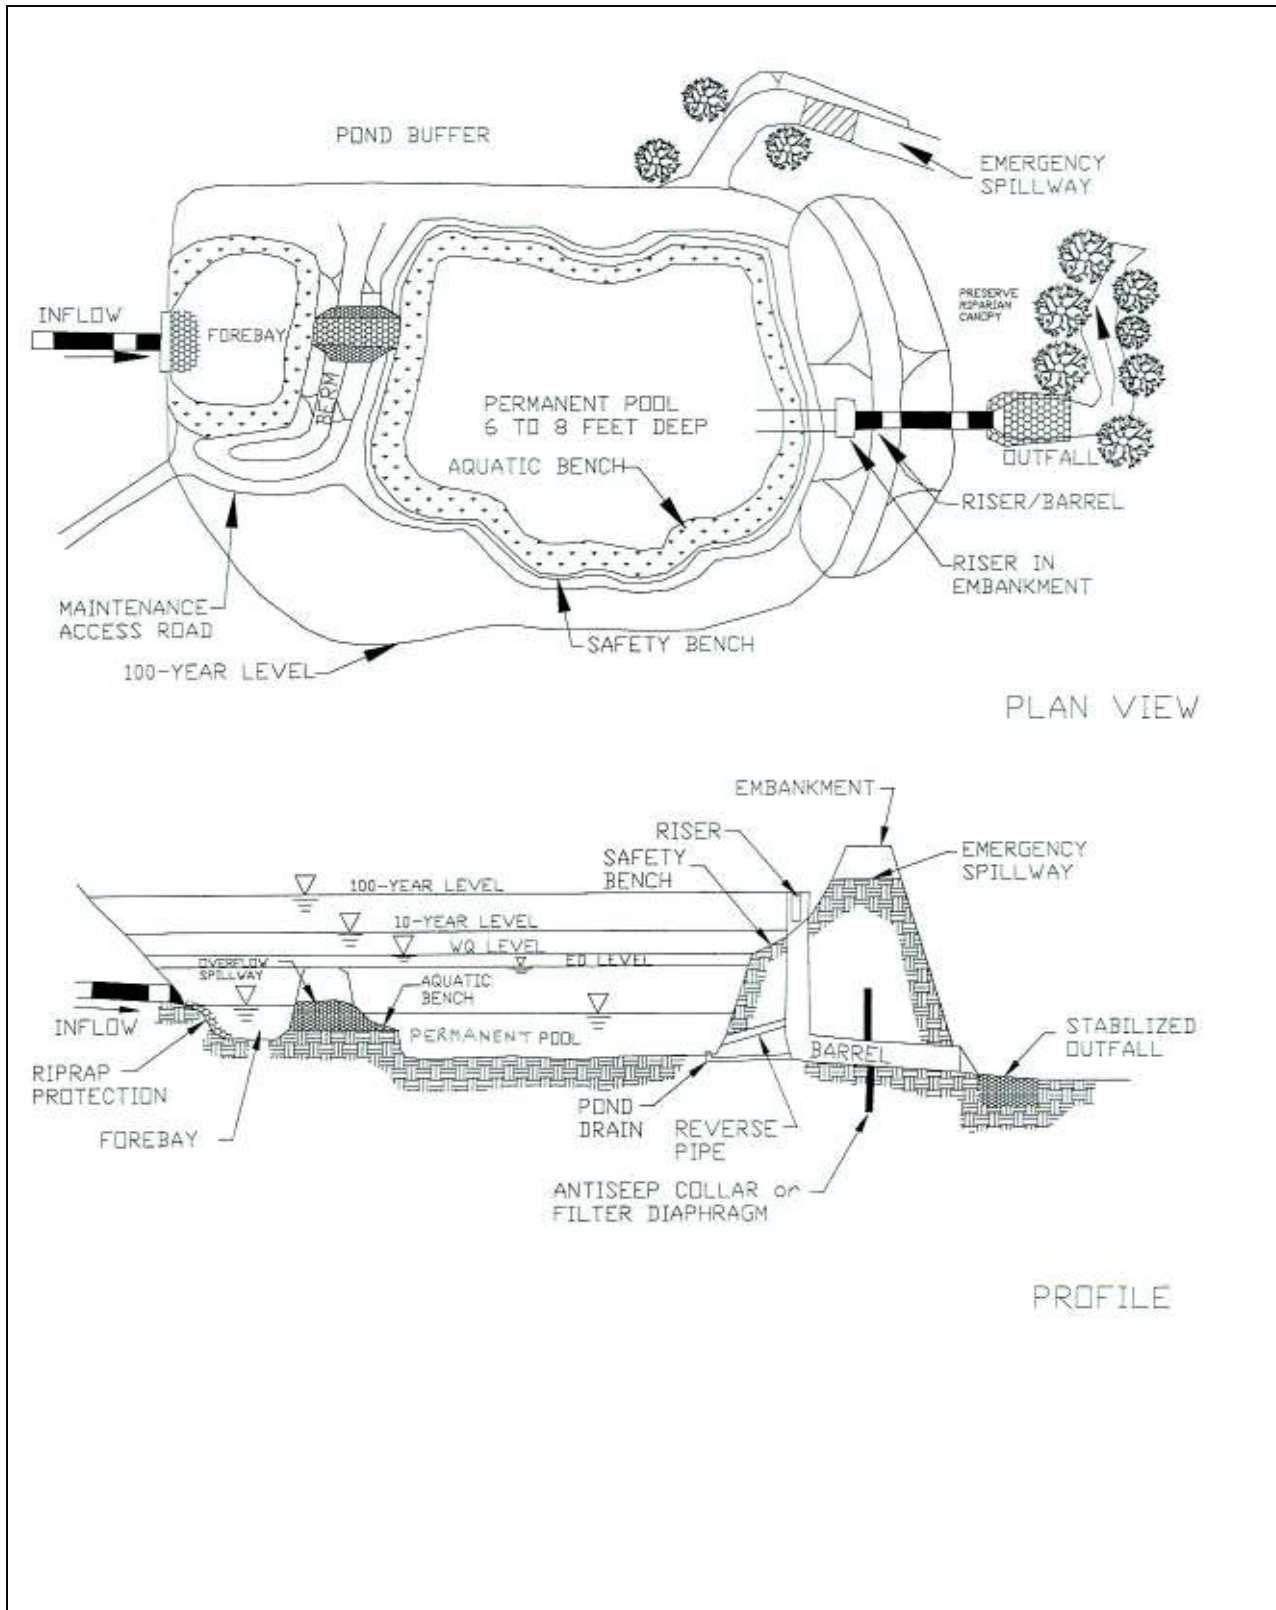 POND BUFFER
EMERGENCY
SPILLWAY
INFLOW
FOREBAY
BERM
PRESERVE
RIPARIAN
CANOPY
PERMANENT POOL
6 TO 8 FEET DEEP
AQUATIC BENCH
OUTFALL
RISER/BARREL
RISER IN
EMBANKMENT
MAINTENANCE
ACCESS ROAD
SAFETY BENCH
100-YEAR LEVEL
PLAN VIEW
EMBANKMENT
RISER
SAFETY
BENCH
EMERGENCY
SPILLWAY
100-YEAR LEVEL
10-YEAR LEVEL
WQ LEVEL
ED LEVEL
OVERFLOW
SPILLWAY
AQUATIC
BENCH
INFLOW
PERMANENT POOL
BARREL
STABILIZED
OUTFALL
RIPRAP
PROTECTION
FOREBAY
POND
DRAIN
REVERSE
PIPE
ANTISEEP COLLAR or
FILTER DIAPHRAGM
PROFILE